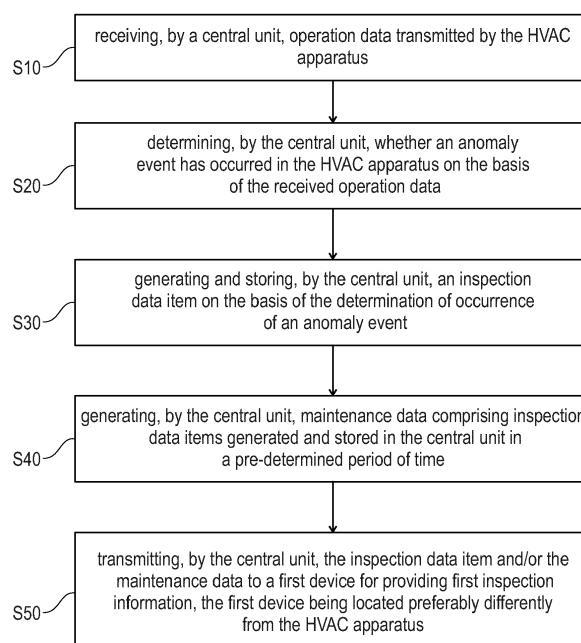 receiving, by a central unit, operation data transmitted by the HVAC
apparatus
S10
determining, by the central unit, whether an anomaly
event has occurred in the HVAC apparatus on the basis
of the received operation data
S20
generating and storing, by the central unit, an inspection
data item on the basis of the determination of occurrence
of an anomaly event
S30
generating, by the central unit, maintenance data comprising inspection
data items generated and stored in the central unit in
a pre-determined period of time
S40
transmitting, by the central unit, the inspection data item and/or the
maintenance data to a first device for providing first inspection
information, the first device being located preferably differently
from the HVAC apparatus
S50